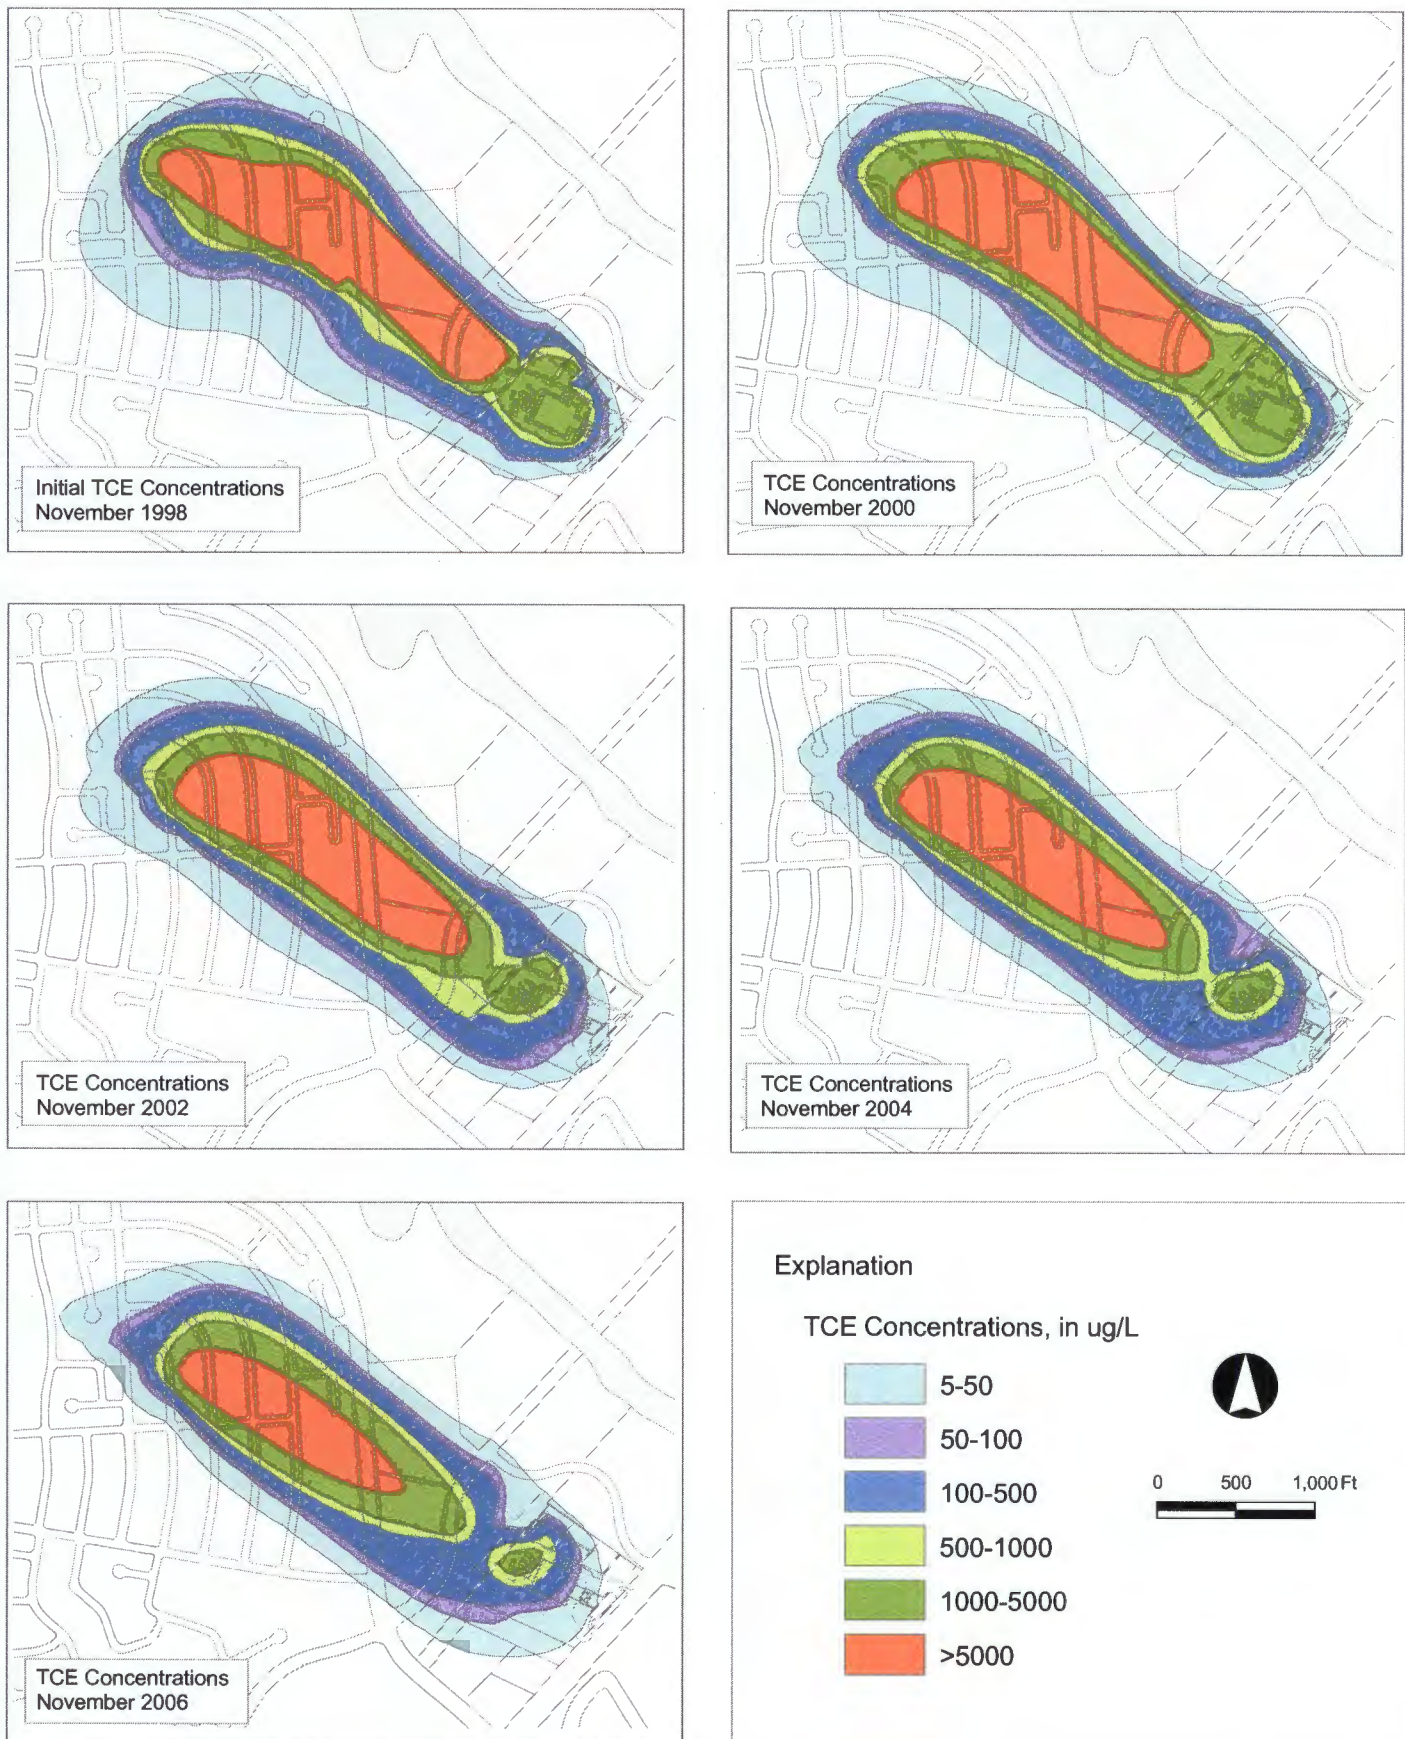 Initial TCE Concentrations
November 1998
TCE Concentrations
November 2000
TCE Concentrations
November 2002
TCE Concentrations
November 2004
TCE Concentrations
November 2006
Explanation
TCE Concentrations, in ug/L
5-50
50-100
100-500
500-1000
1000-5000
>5000
0 500 1,000 Ft